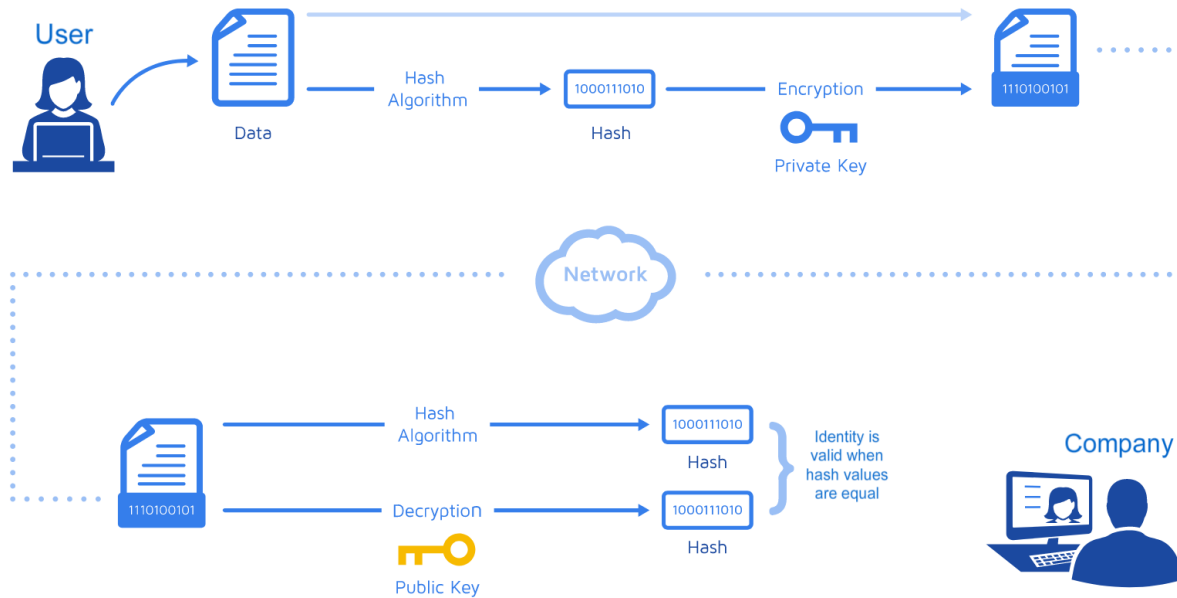 User
Data
Hash
Algorithm
1000111010
Hash
Encryption
Private Key
1110100101
Network
1110100101
Hash
Algorithm
1000111010
Hash
Decryption
Public Key
1000111010
Hash
Identity is
valid when
hash values
are equal
Company